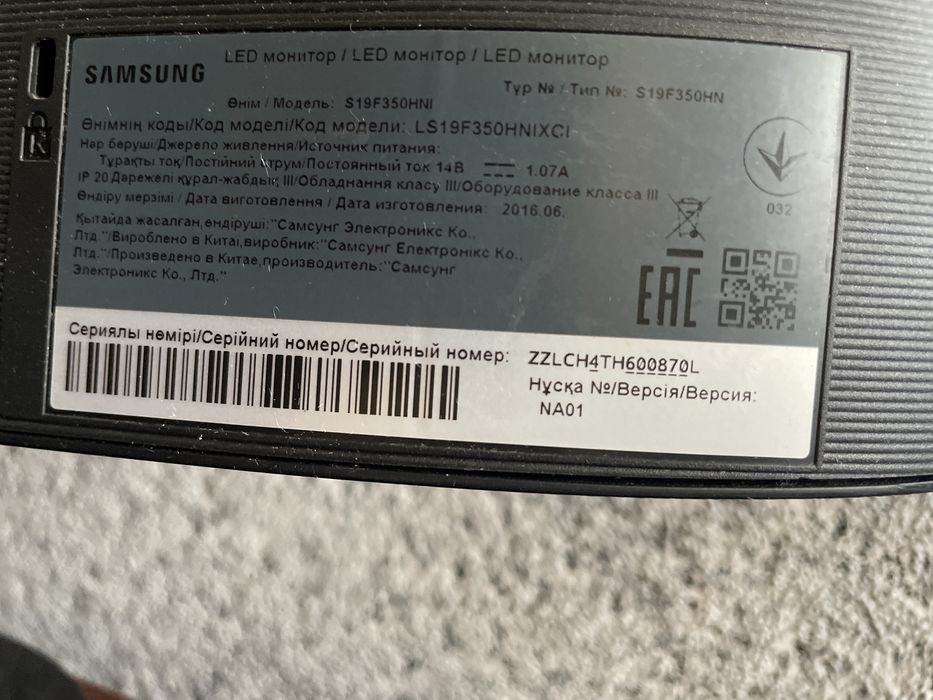 SAMSUNG
LED монитор / LED монітор / LED монитор
Түр № / Тип №: S19F350HN
Өнім / Модель: S19F350HNI
Өнімнің коды/Код моделі/Код модели: LS19F350HNIXCI
Нәр беруші/Джерело живлення/Источник питания:
Тұрақты ток/Постійний струм/Постоянный ток 14В 1.07A
IP 20 Дәрежелі құрал-жабдық III/Обладнання класу III/Оборудование класса III
Өндіру мерзімі / Дата виготовлення / Дата изготовления: 2016.06.
Қытайда жасалған,өндіруші:"Самсунг Электроникс Ко.,
Лтд."/Вироблено в Китаі,виробник:"Самсунг Електронікс Ко.,
Лтд."/Произведено в Китае,производитель:"Самсунг
Электроникс Ко., Лтд."
032
EAC
K
Сериялы нөмірі/Серійний номер/Серийный номер: ZZLCH4TH600870L
Нұсқа №/Версія/Версия:
NA01